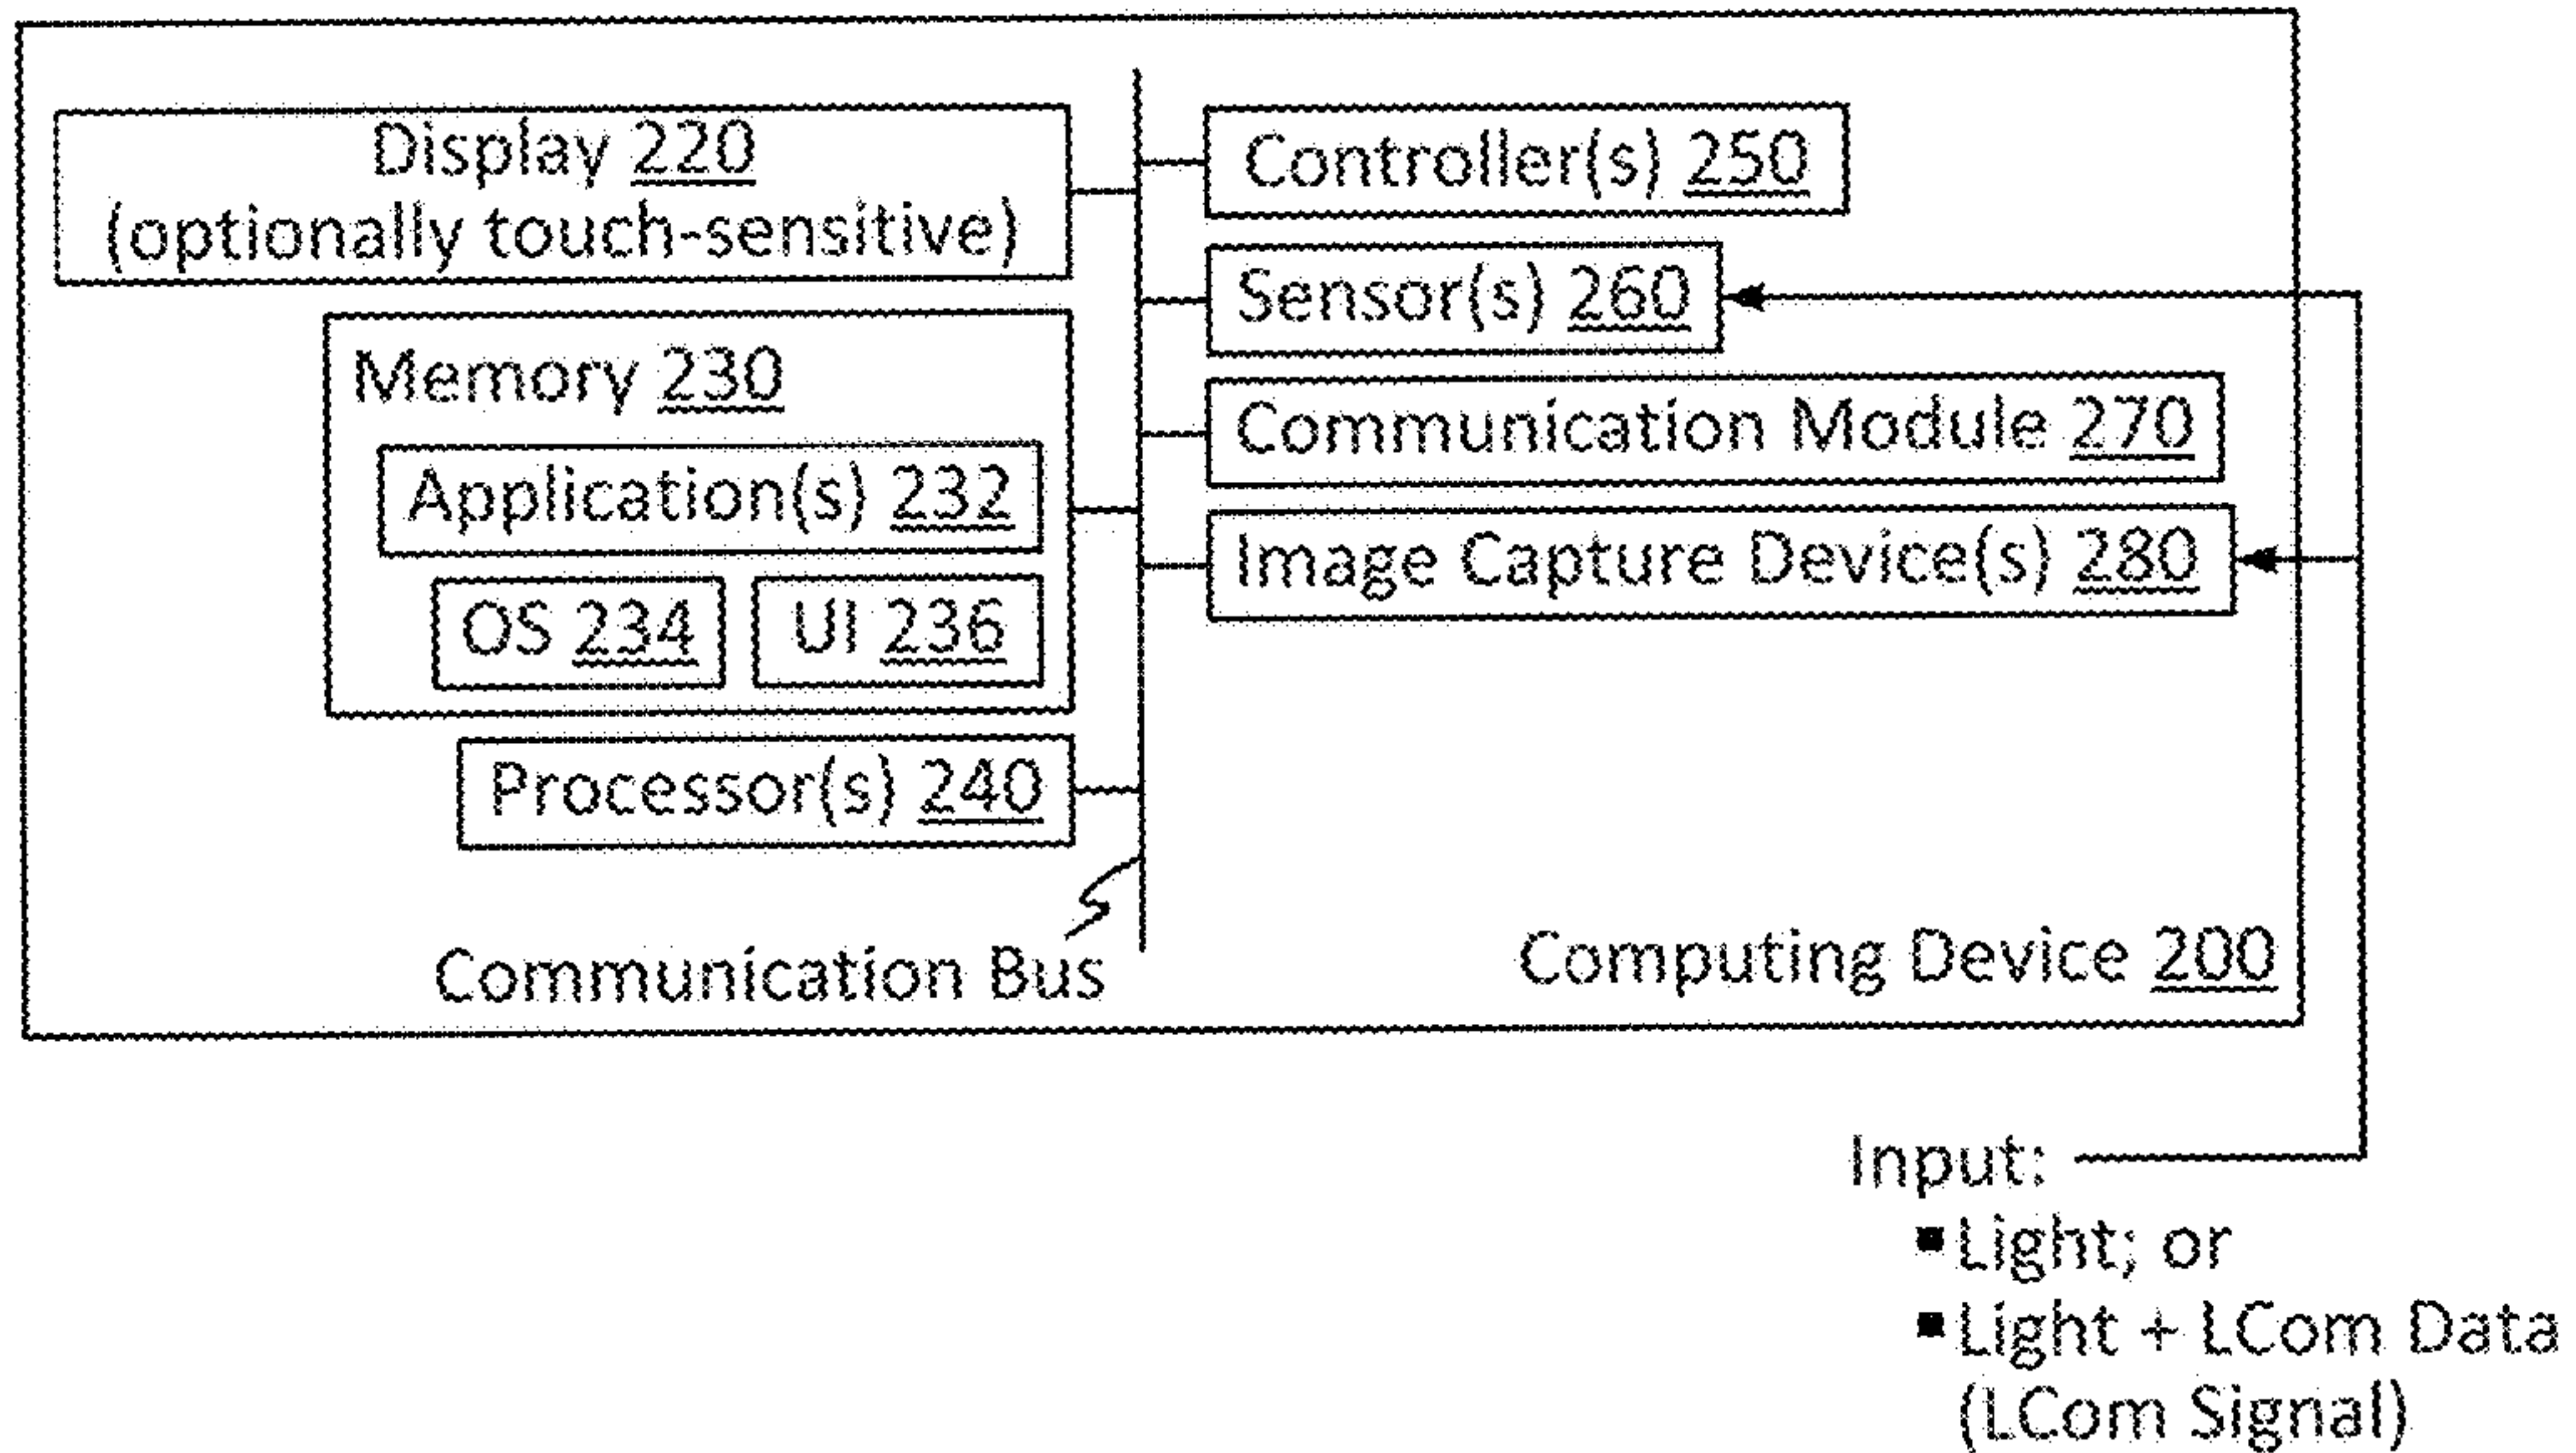 Display 220
(optionally touch-sensitive)
Memory 230
Application(s) 232
OS 234
UI 236
Processor(s) 240
Communication Bus
Controller(s) 250
Sensor(s) 260
Communication Module 270
Image Capture Device(s) 280
Computing Device 200
Input:
▪ Light; or
▪ Light + LCom Data
(LCom Signal)